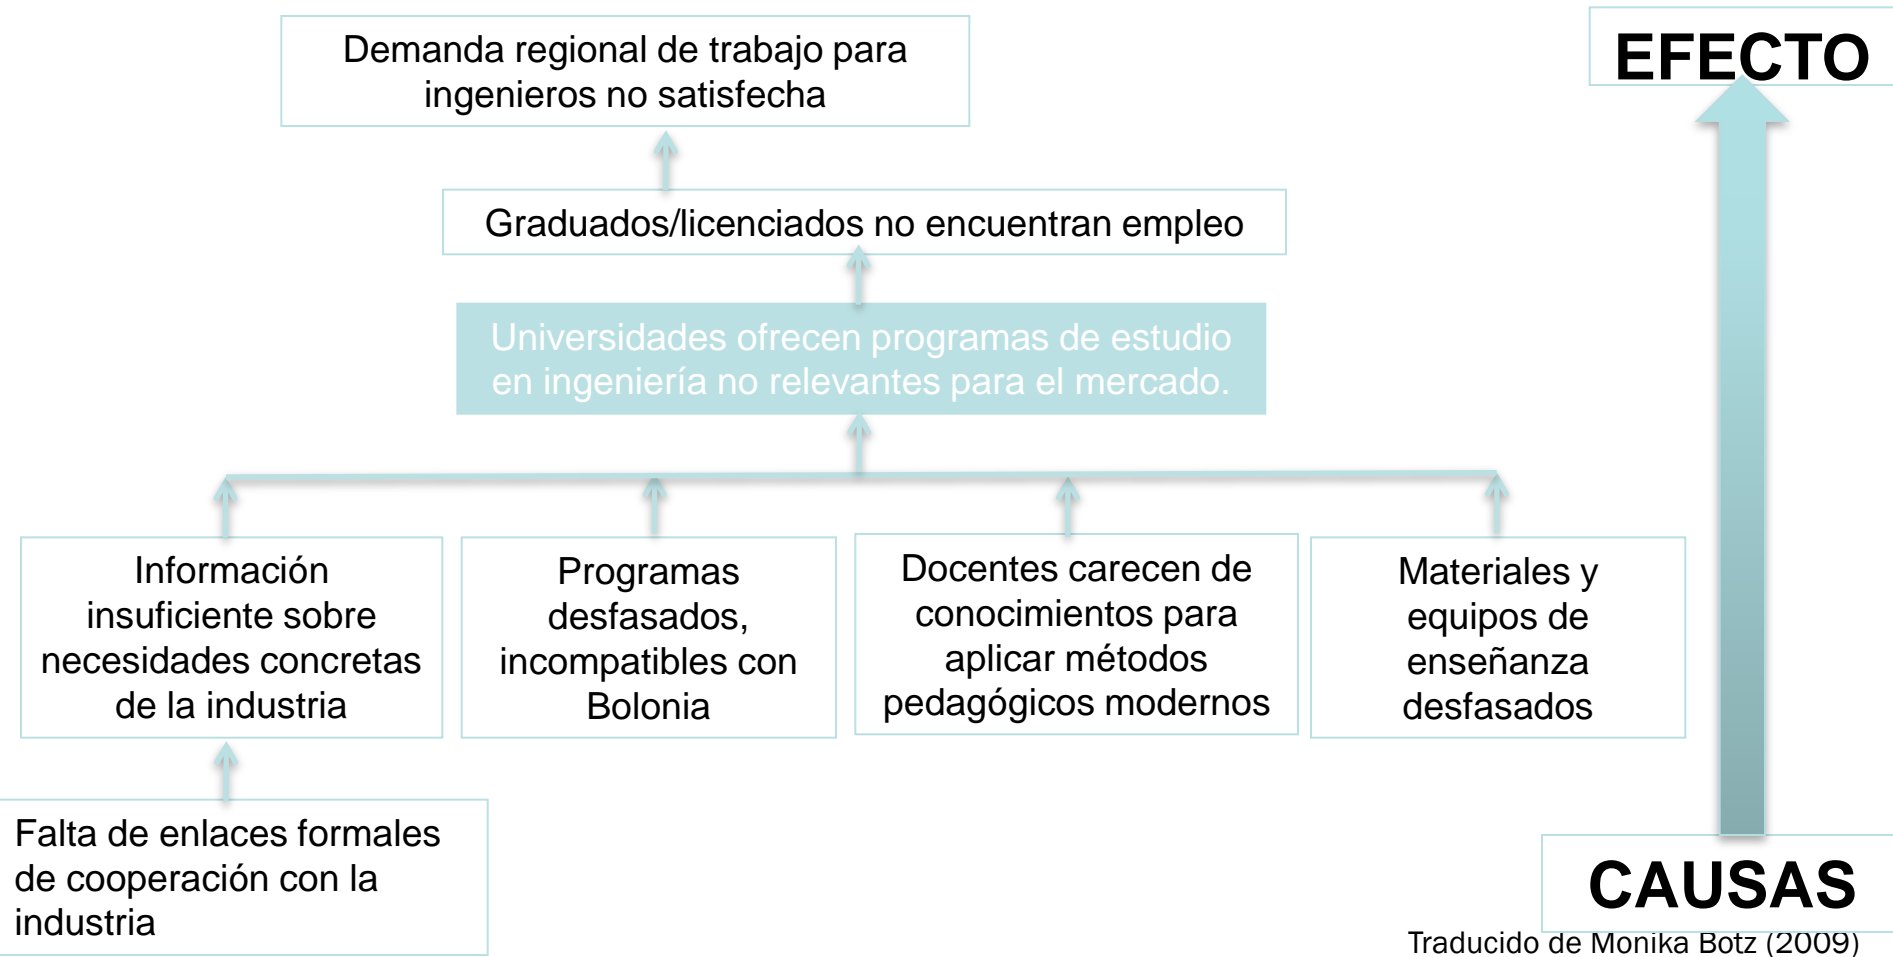 Demanda regional de trabajo para
ingenieros no satisfecha
EFECTO
Graduados/licenciados no encuentran empleo
Universidades ofrecen programas de estudio
en ingeniería no relevantes para el mercado.
Información
insuficiente sobre
necesidades concretas
de la industria
Programas
desfasados,
incompatibles con
Bolonia
Docentes carecen de
conocimientos para
aplicar métodos
pedagógicos modernos
Materiales y
equipos de
enseñanza
desfasados
Falta de enlaces formales
de cooperación con la
industria
CAUSAS
Traducido de Monika Botz (2009)